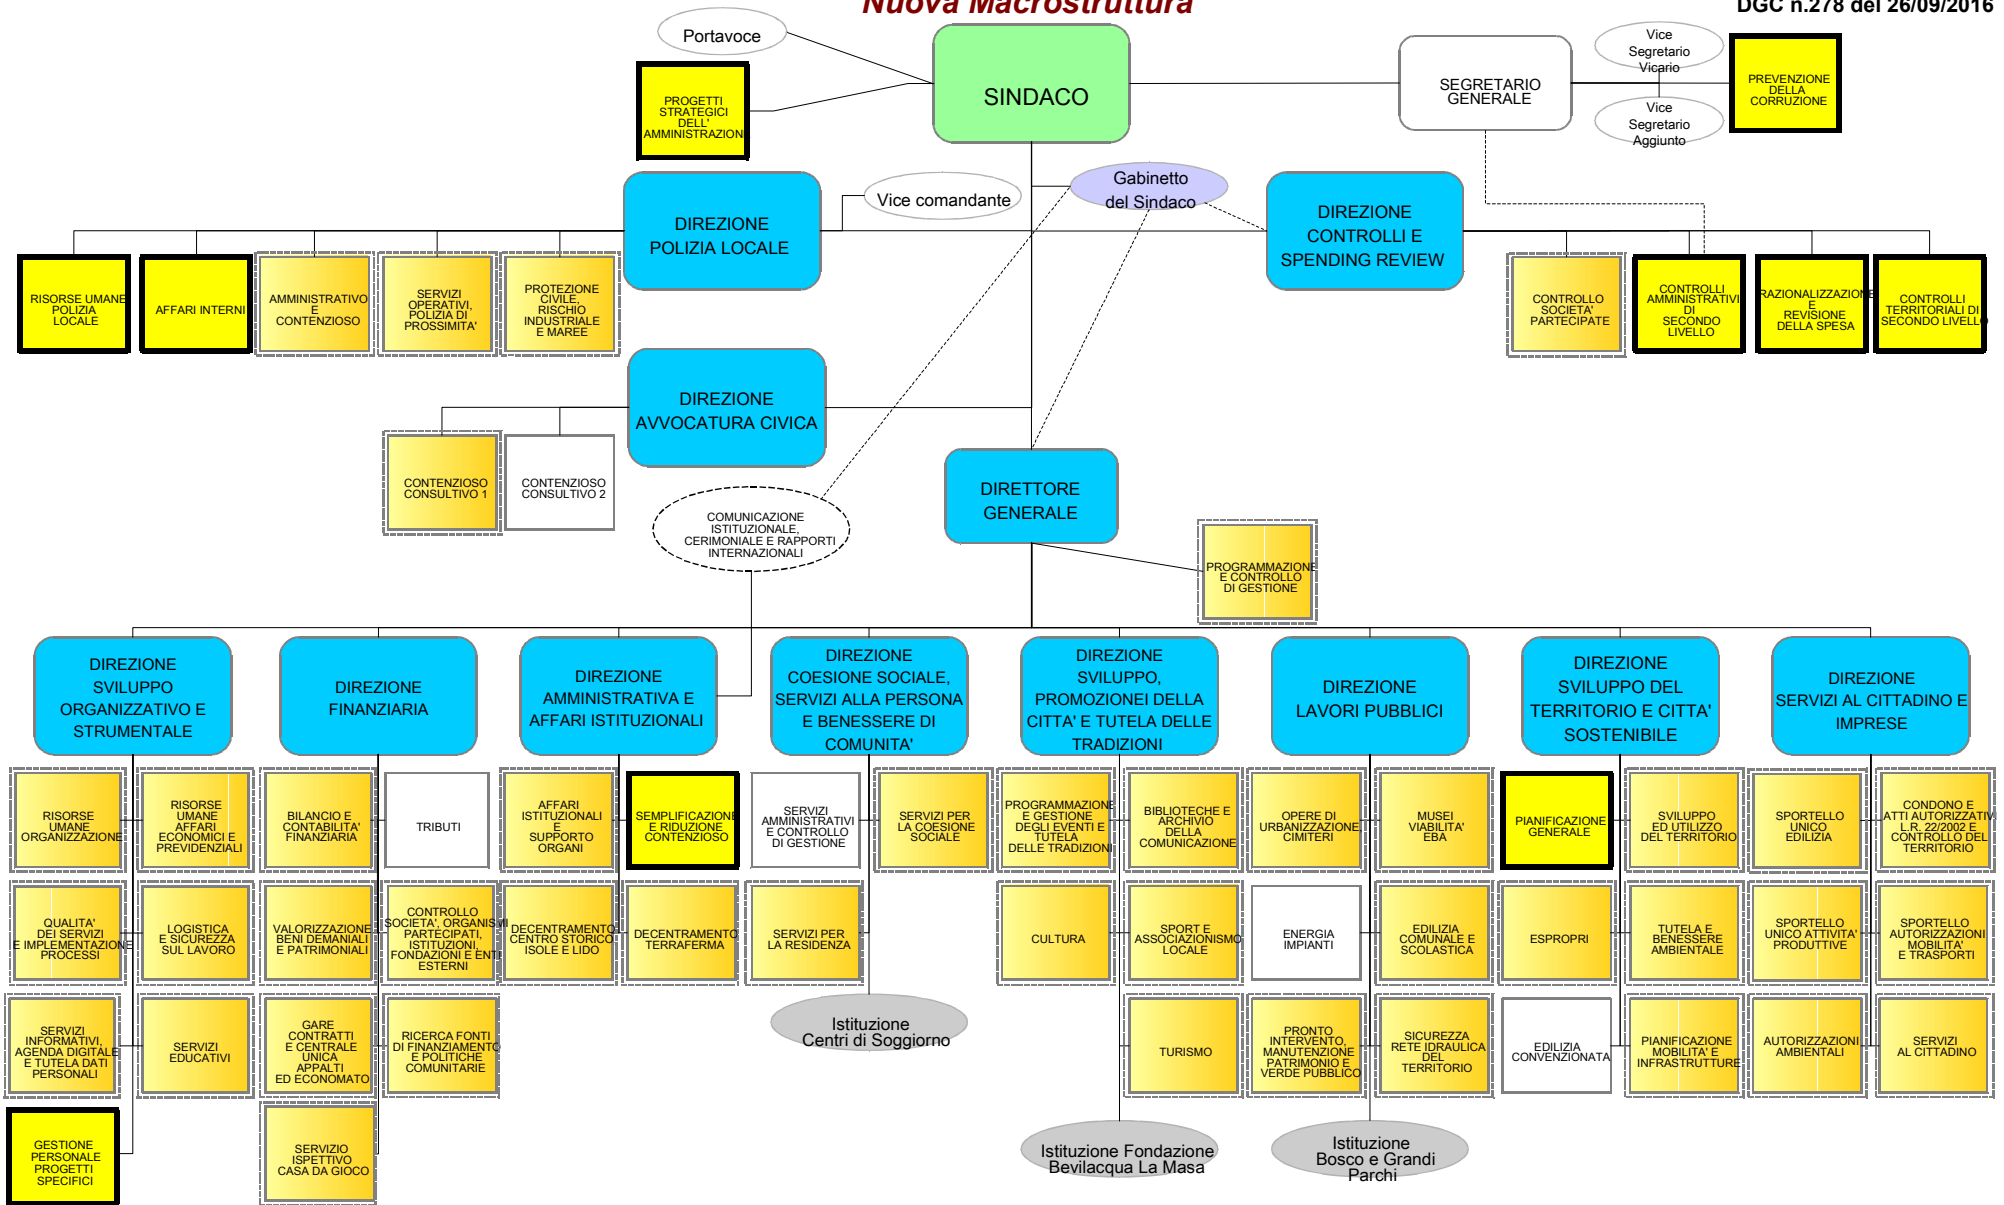 Nuova Macrostruttura
DGC n.278 del 26/09/2016
Portavoce
SINDACO
SEGRETARIO
GENERALE
Vice
Segretario
Vicario
Vice
Segretario
Aggiunto
PREVENZIONE
DELLA
CORRUZIONE
PROGETTI
STRATEGICI
DELL'
AMMINISTRAZION
DIREZIONE
POLIZIA LOCALE
Vice comandante
Gabinetto
del Sindaco
DIREZIONE
CONTROLLI E
SPENDING REVIEW
RISORSE UMANE
POLIZIA
LOCALE
AFFARI INTERNI
AMMINISTRATIVO
E
CONTENZIOSO
SERVIZI
OPERATIVI,
POLIZIA DI
PROSSIMITA'
PROTEZIONE
CIVILE,
RISCHIO
INDUSTRIALE
E MAREE
CONTROLLO
SOCIETA'
PARTECIPATE
CONTROLLI
AMMINISTRATIVI
DI
SECONDO
LIVELLO
RAZIONALIZZAZIONE
E
REVISIONE
DELLA SPESA
CONTROLLI
TERRITORIALI DI
SECONDO LIVELLO
DIREZIONE
AVVOCATURA CIVICA
CONTENZIOSO
CONSULTIVO 1
CONTENZIOSO
CONSULTIVO 2
COMUNICAZIONE
ISTITUZIONALE,
CERIMONIALE E RAPPORTI
INTERNAZIONALI
DIRETTORE
GENERALE
PROGRAMMAZIONE
E CONTROLLO
DI GESTIONE
DIREZIONE
SVILUPPO
ORGANIZZATIVO E
STRUMENTALE
DIREZIONE
FINANZIARIA
DIREZIONE
AMMINISTRATIVA E
AFFARI ISTITUZIONALI
DIREZIONE
COESIONE SOCIALE,
SERVIZI ALLA PERSONA
E BENESSERE DI
COMUNITA'
DIREZIONE
SVILUPPO,
PROMOZIONEI DELLA
CITTA' E TUTELA DELLE
TRADIZIONI
DIREZIONE
LAVORI PUBBLICI
DIREZIONE
SVILUPPO DEL
TERRITORIO E CITTA'
SOSTENIBILE
DIREZIONE
SERVIZI AL CITTADINO E
IMPRESE
RISORSE
UMANE
ORGANIZZAZIONE
RISORSE
UMANE
AFFARI
ECONOMICI E
PREVIDENZIALI
BILANCIO E
CONTABILITA'
FINANZIARIA
TRIBUTI
AFFARI
ISTITUZIONALI
E
SUPPORTO
ORGANI
SEMPLIFICAZIONE
E RIDUZIONE
CONTENZIOSO
SERVIZI
AMMINISTRATIVI
E CONTROLLO
DI GESTIONE
SERVIZI PER
LA COESIONE
SOCIALE
PROGRAMMAZIONE
E GESTIONE
DEGLI EVENTI E
TUTELA
DELLE TRADIZIONI
BIBLIOTECHE E
ARCHIVIO
DELLA
COMUNICAZIONE
OPERE DI
URBANIZZAZIONE,
CIMITERI
MUSEI
VIABILITA'
EBA
PIANIFICAZIONE
GENERALE
SVILUPPO
ED UTILIZZO
DEL TERRITORIO
SPORTELLO
UNICO
EDILIZIA
CONDONO E
ATTI AUTORIZZATIVI
L.R. 22/2002 E
CONTROLLO DEL
TERRITORIO
QUALITA'
DEI SERVIZI
E IMPLEMENTAZIONE
PROCESSI
LOGISTICA
E SICUREZZA
SUL LAVORO
VALORIZZAZIONE
BENI DEMANIALI
E PATRIMONIALI
CONTROLLO
SOCIETA', ORGANISMI
PARTECIPATI,
ISTITUZIONI,
FONDAZIONI E ENTI
ESTERNI
DECENTRAMENTO
CENTRO STORICO
ISOLE E LIDO
DECENTRAMENTO
TERRAFERMA
SERVIZI PER
LA RESIDENZA
CULTURA
SPORT E
ASSOCIAZIONISMO
LOCALE
ENERGIA
IMPIANTI
EDILIZIA
COMUNALE E
SCOLASTICA
ESPROPRI
TUTELA E
BENESSERE
AMBIENTALE
SPORTELLO
UNICO ATTIVITA'
PRODUTTIVE
SPORTELLO
AUTORIZZAZIONI
MOBILITA'
E TRASPORTI
SERVIZI
INFORMATIVI,
AGENDA DIGITALE
E TUTELA DATI
PERSONALI
SERVIZI
EDUCATIVI
GARE
CONTRATTI
E CENTRALE
UNICA
APPALTI
ED ECONOMATO
RICERCA FONTI
DI FINANZIAMENTO
E POLITICHE
COMUNITARIE
Istituzione
Centri di Soggiorno
TURISMO
PRONTO
INTERVENTO,
MANUTENZIONE
PATRIMONIO E
VERDE PUBBLICO
SICUREZZA
RETE IDRAULICA
DEL
TERRITORIO
EDILIZIA
CONVENZIONATA
PIANIFICAZIONE
MOBILITA' E
INFRASTRUTTURE
AUTORIZZAZIONI
AMBIENTALI
SERVIZI
AL CITTADINO
GESTIONE
PERSONALE
PROGETTI
SPECIFICI
SERVIZIO
ISPETTIVO
CASA DA GIOCO
Istituzione Fondazione
Bevilacqua La Masa
Istituzione
Bosco e Grandi
Parchi